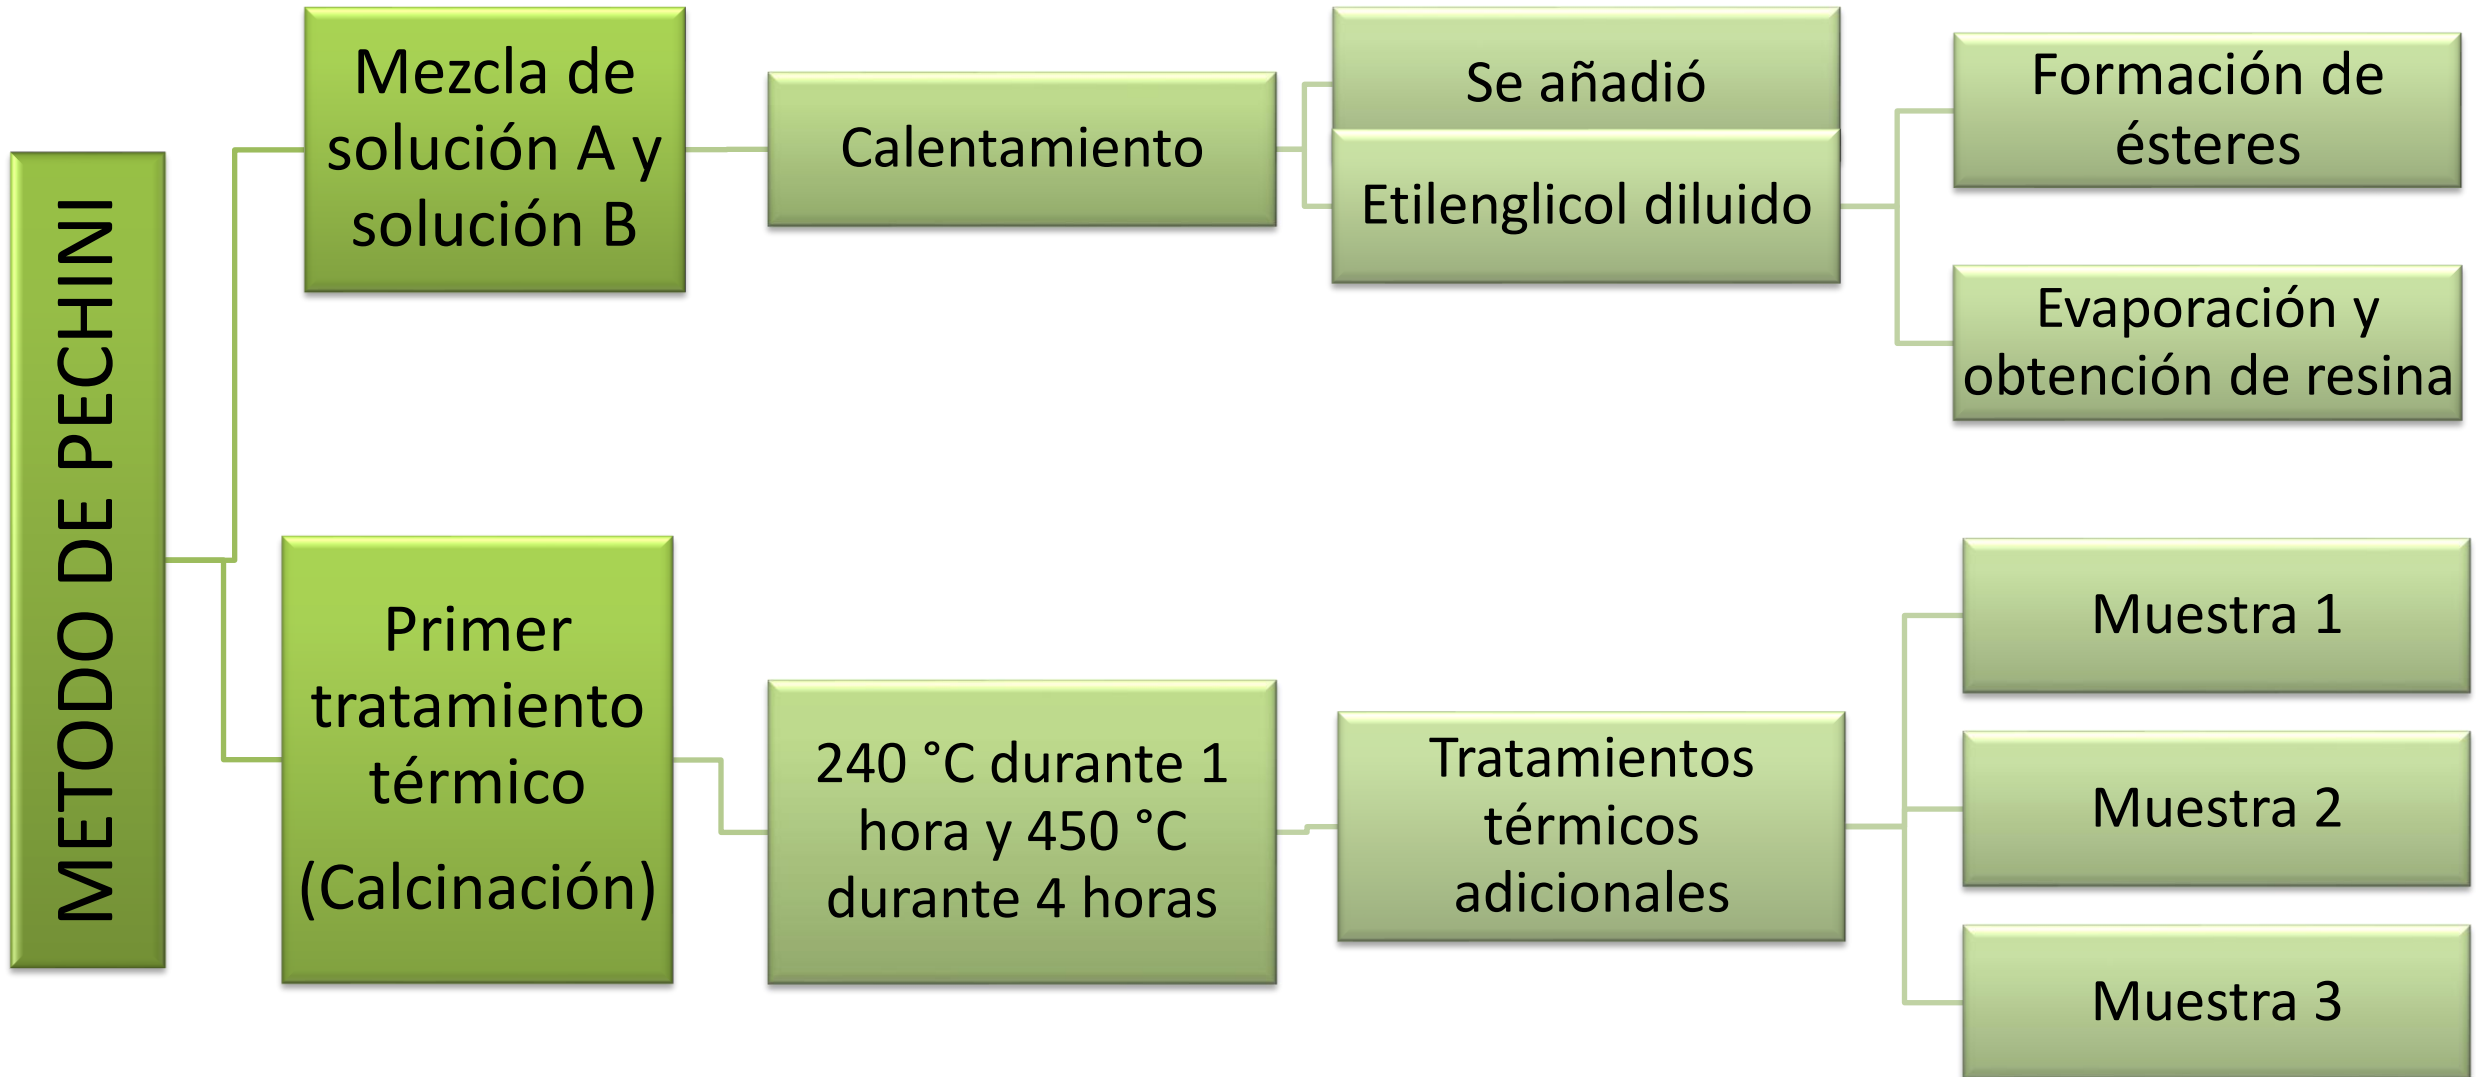 METODO DE PECHINI
Mezcla de
solución A y
solución B
Calentamiento
Se añadió
Etilenglicol diluido
Formación de
ésteres
Evaporación y
obtención de resina
Primer
tratamiento
térmico
(Calcinación)
240 °C durante 1
hora y 450 °C
durante 4 horas
Tratamientos
térmicos
adicionales
Muestra 1
Muestra 2
Muestra 3